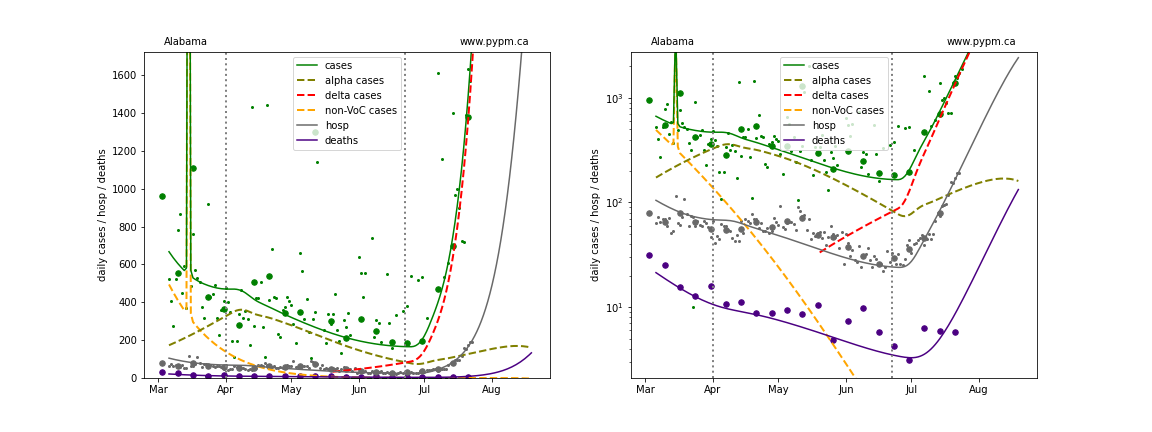 Alabama
www.pypm.ca
daily cases / hosp / deaths
1600
1400
1200
1000
800
600
400
200
0
cases
alpha cases
delta cases
non-VoC cases
hosp
deaths
Mar
Apr
May
Jun
Jul
Aug
Alabama
www.pypm.ca
daily cases / hosp / deaths
10³
10²
10¹
cases
alpha cases
delta cases
non-VoC cases
hosp
deaths
Mar
Apr
May
Jun
Jul
Aug